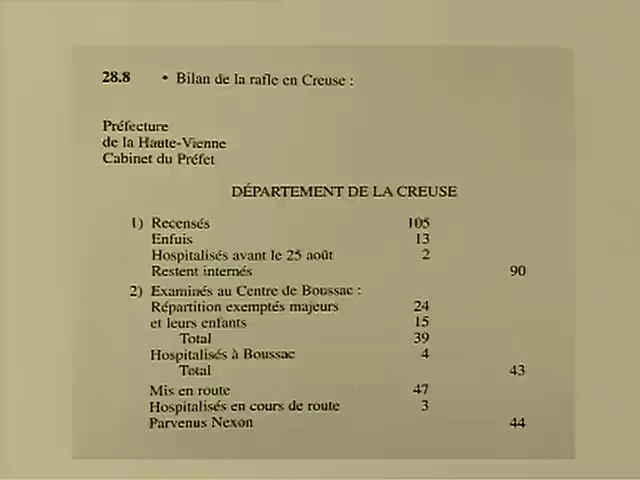 28.8 • Bilan de la rafle en Creuse :
Préfecture
de la Haute-Vienne
Cabinet du Préfet
DÉPARTEMENT DE LA CREUSE
1) Recensés 105
Enfuis 13
Hospitalisés avant le 25 août 2
Restent internés 90
2) Examinés au Centre de Boussac :
Répartition exemptés majeurs 24
et leurs enfants 15
Total 39
Hospitalisés à Boussac 4
Total 43
Mis en route 47
Hospitalisés en cours de route 3
Parvenus Nexon 44